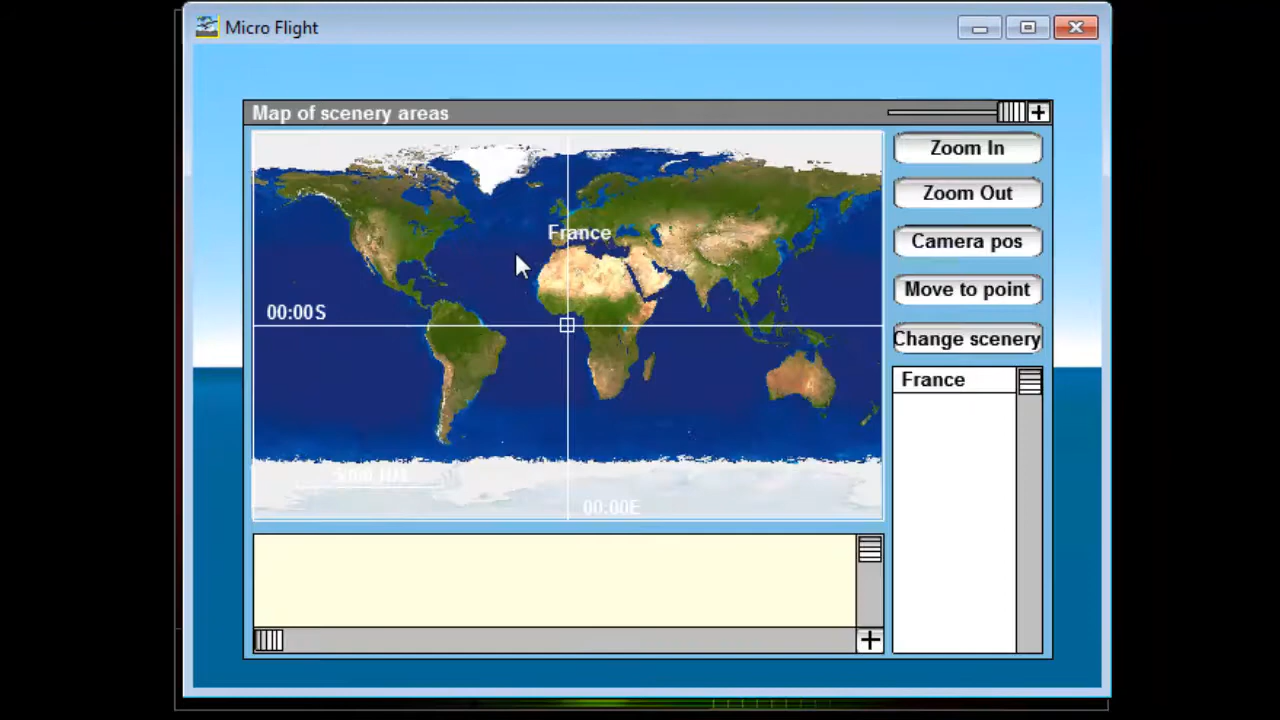 Micro Flight
Map of scenery areas
Zoom In
Zoom Out
Camera pos
Move to point
Change scenery
France
00:00S
00:00E
France